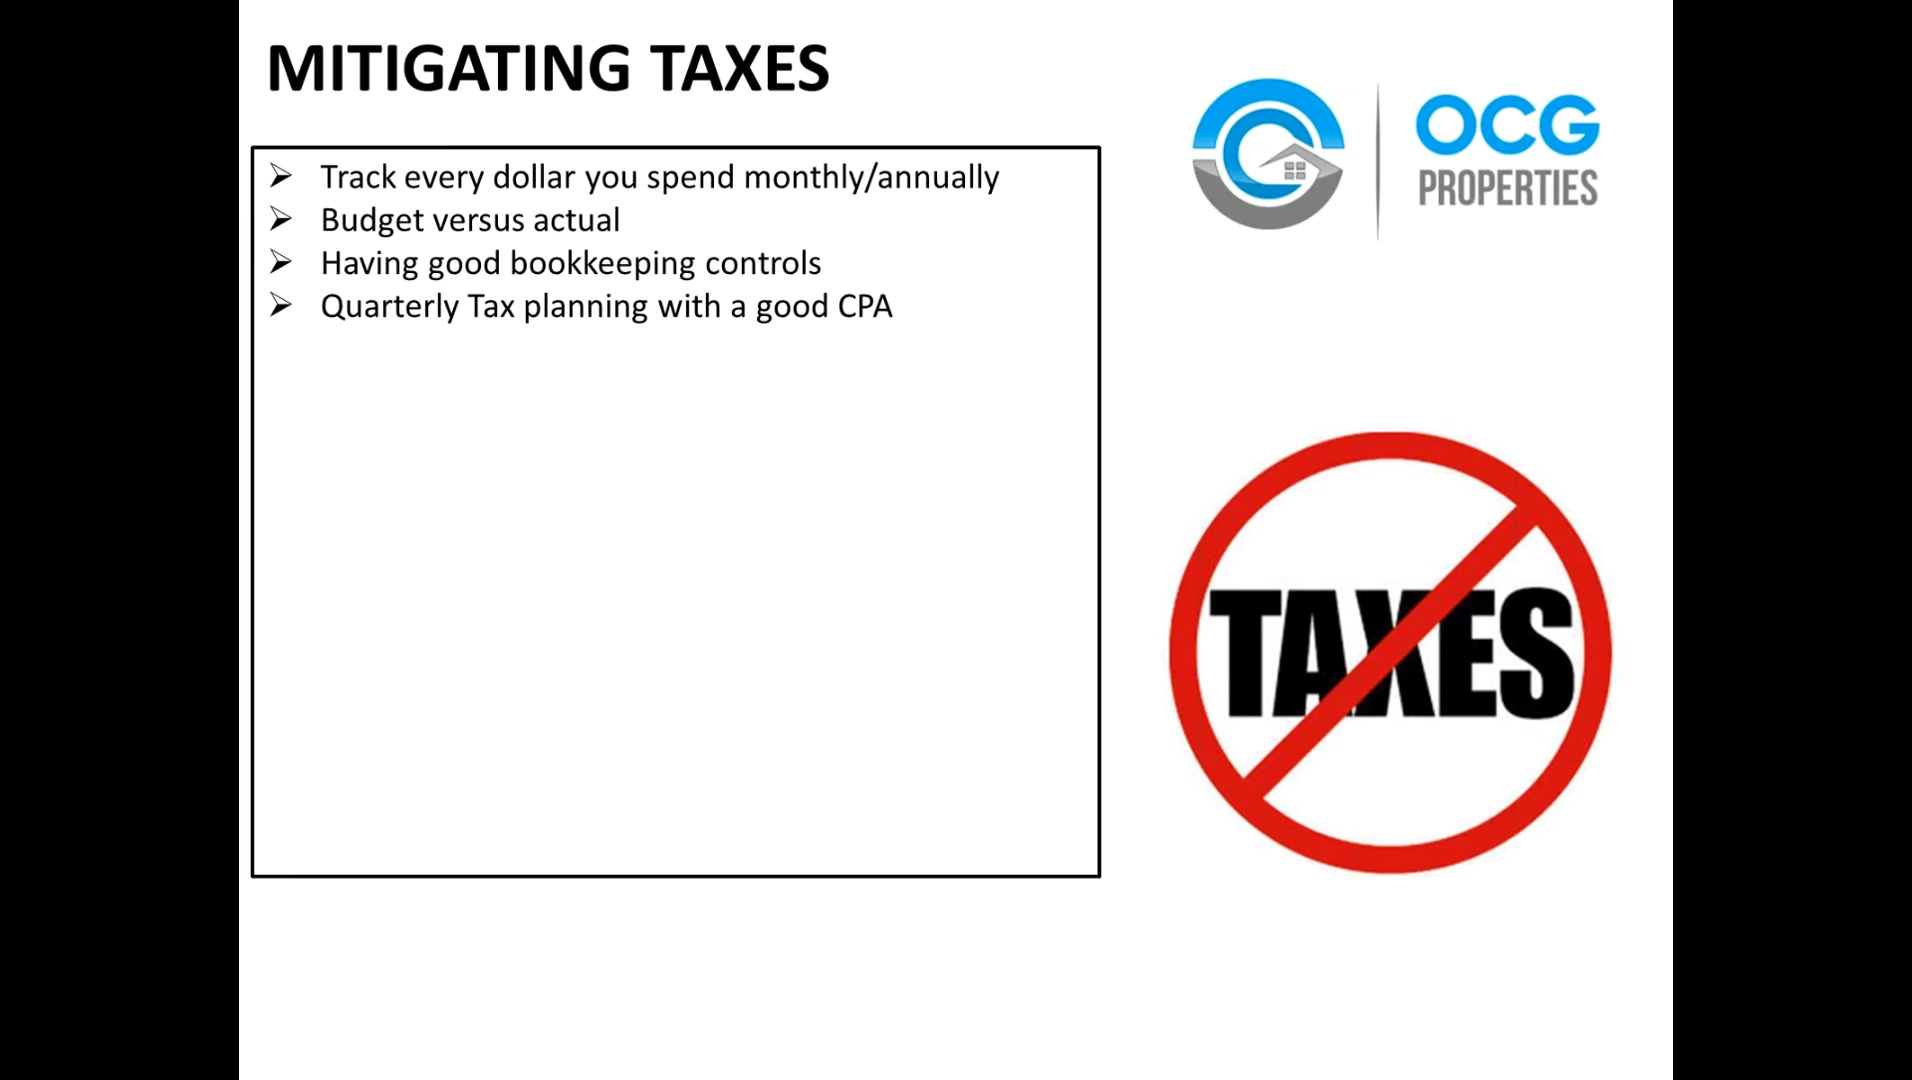 MITIGATING TAXES
OCG
PROPERTIES
Track every dollar you spend monthly/annually
Budget versus actual
Having good bookkeeping controls
Quarterly Tax planning with a good CPA
TAXES